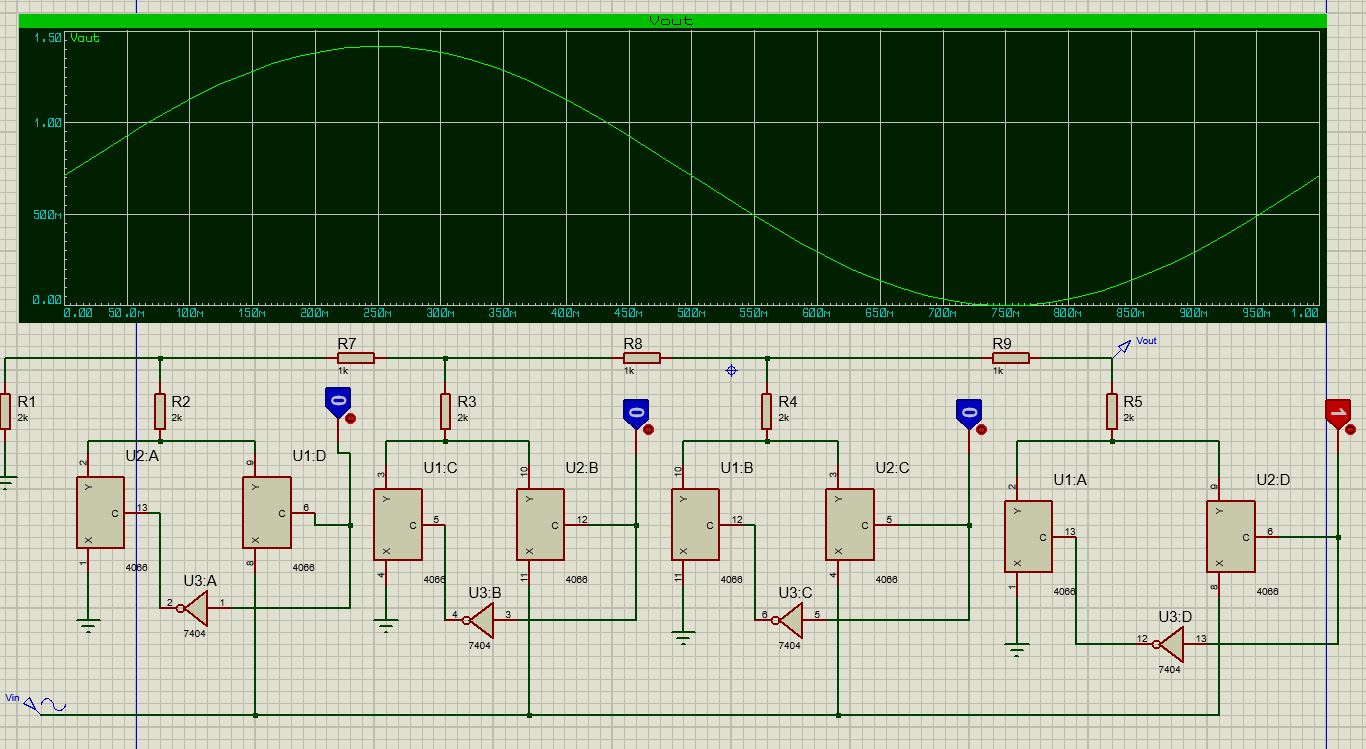 Vout
1.50
Vout
1.00
500m
0.00
0.00 50.0m 100m 150m 200m 250m 300m 350m 400m 450m 500m 550m 600m 650m 700m 750m 800m 850m 900m 950m 1.00
R7 R8 R9 Vout
1k 1k 1k
R1 R2 0 R3 0 R4 0 R5 1
2k 2k 2k 2k 2k
U2:A U1:D U1:C U2:B U1:B U2:C U1:A U2:D
2 9 3 10 10 3 2 9
Y Y Y Y Y Y Y Y
C 13 C 6 C 5 C 12 C 12 C 5 C 13 C 6
X X X X X X X X
1 8 4 11 11 4 1 8
4066 4066 4066 4066 4066 4066 4066 4066
U3:A U3:B U3:C U3:D
2 1 4 3 6 5 12 13
7404 7404 7404 7404
Vin